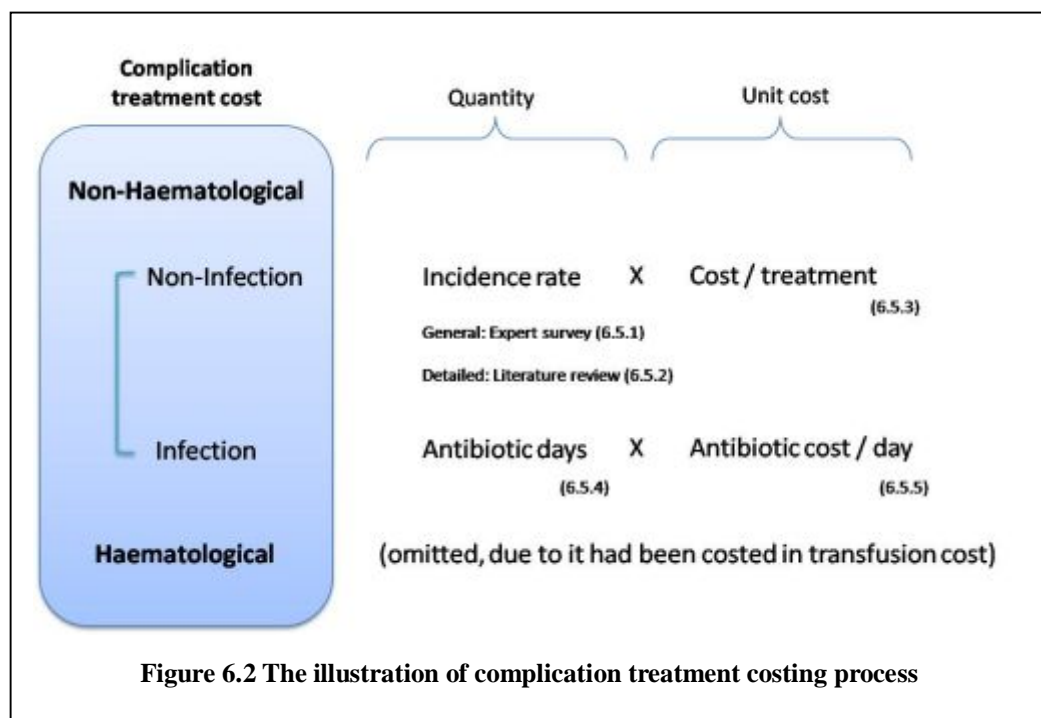 Complication
treatment cost
Quantity
Unit cost
Non-Haematological
Non-Infection
Incidence rate X Cost / treatment
(6.5.3)
General: Expert survey (6.5.1)
Detailed: Literature review (6.5.2)
Infection
Antibiotic days X Antibiotic cost / day
(6.5.4)
(6.5.5)
Haematological
(omitted, due to it had been costed in transfusion cost)
Figure 6.2 The illustration of complication treatment costing process